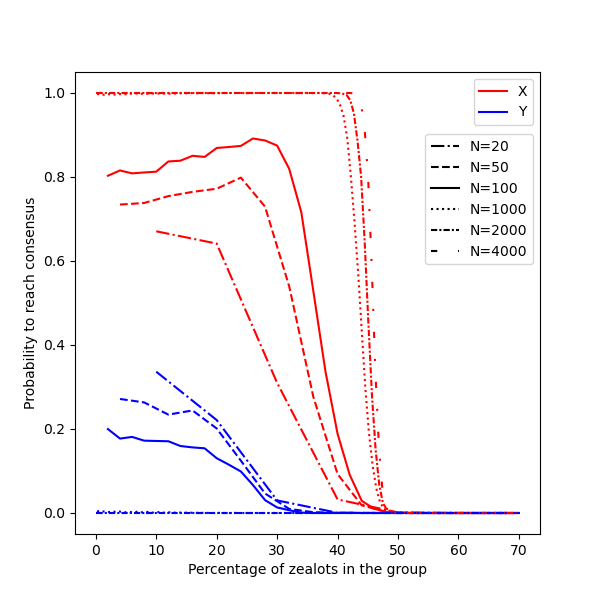 1.0
0.8
0.6
0.4
0.2
0.0
Probability to reach consensus
X
Y
N=20
N=50
N=100
N=1000
N=2000
N=4000
0 10 20 30 40 50 60 70
Percentage of zealots in the group